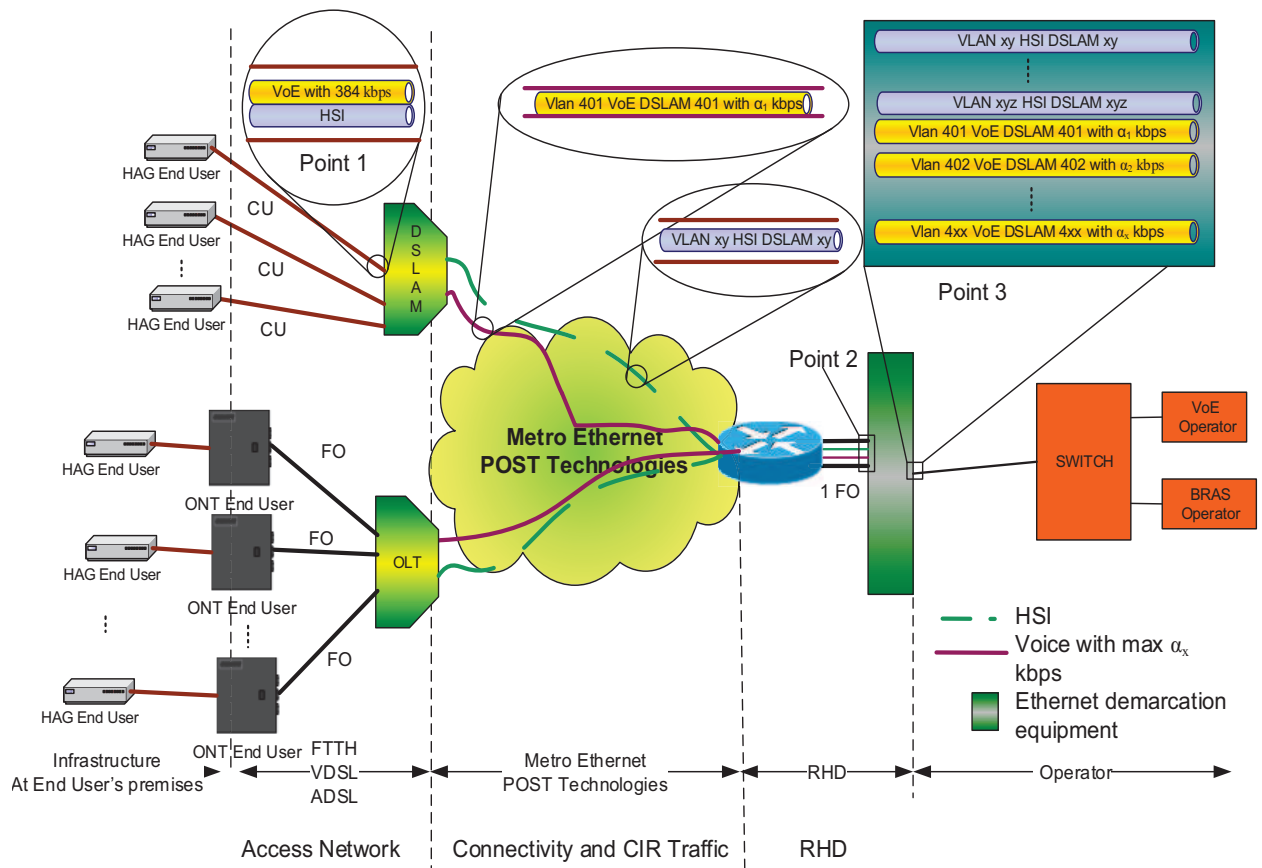 VLAN xy HSI DSLAM xy
VoE with 384 kbps
HSI
Point 1
Vlan 401 VoE DSLAM 401 with α₁ kbps
VLAN xyz HSI DSLAM xyz
Vlan 401 VoE DSLAM 401 with α₁ kbps
Vlan 402 VoE DSLAM 402 with α₂ kbps
Vlan 4xx VoE DSLAM 4xx with αₓ kbps
Point 3
HAG End User
CU
HAG End User
CU
HAG End User
CU
DSLAM
VLAN xy HSI DSLAM xy
Point 2
Metro Ethernet
POST Technologies
1 FO
SWITCH
VoE
Operator
BRAS
Operator
HAG End User
ONT End User
FO
HAG End User
ONT End User
FO
OLT
HAG End User
ONT End User
FO
HSI
Voice with max αₓ
kbps
Ethernet demarcation
equipment
Infrastructure
At End User's premises
FTTH
VDSL
ADSL
Metro Ethernet
POST Technologies
RHD
Operator
Access Network
Connectivity and CIR Traffic
RHD